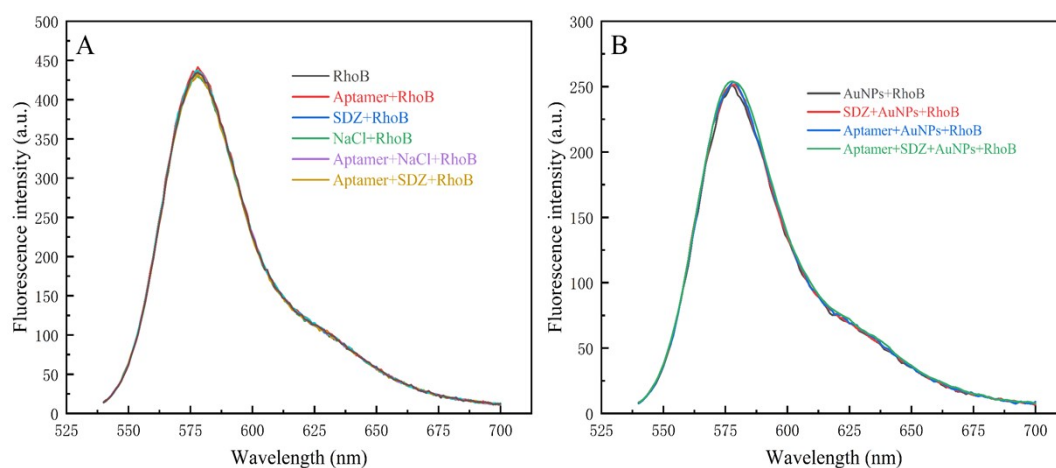 A
RhoB
Aptamer+RhoB
SDZ+RhoB
NaCl+RhoB
Aptamer+NaCl+RhoB
Aptamer+SDZ+RhoB
500
450
400
350
300
250
200
150
100
50
0
Fluorescence intensity (a.u.)
525 550 575 600 625 650 675 700
Wavelength (nm)
B
AuNPs+RhoB
SDZ+AuNPs+RhoB
Aptamer+AuNPs+RhoB
Aptamer+SDZ+AuNPs+RhoB
300
250
200
150
100
50
0
Fluorescence intensity (a.u.)
525 550 575 600 625 650 675 700
Wavelength (nm)